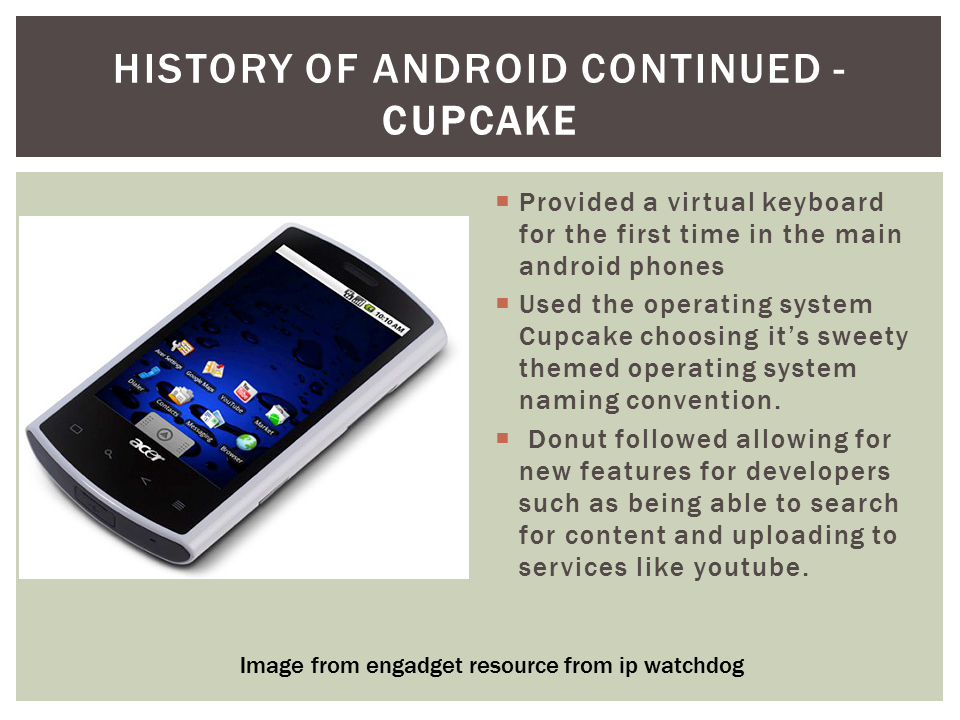 HISTORY OF ANDROID CONTINUED -
CUPCAKE
Provided a virtual keyboard
for the first time in the main
android phones
Used the operating system
Cupcake choosing it’s sweety
themed operating system
naming convention.
Donut followed allowing for
new features for developers
such as being able to search
for content and uploading to
services like youtube.
10:10 AM
Acer Settings
Google Maps
YouTube
Market
Dialer
Contacts
Messaging
Browser
acer
Image from engadget resource from ip watchdog